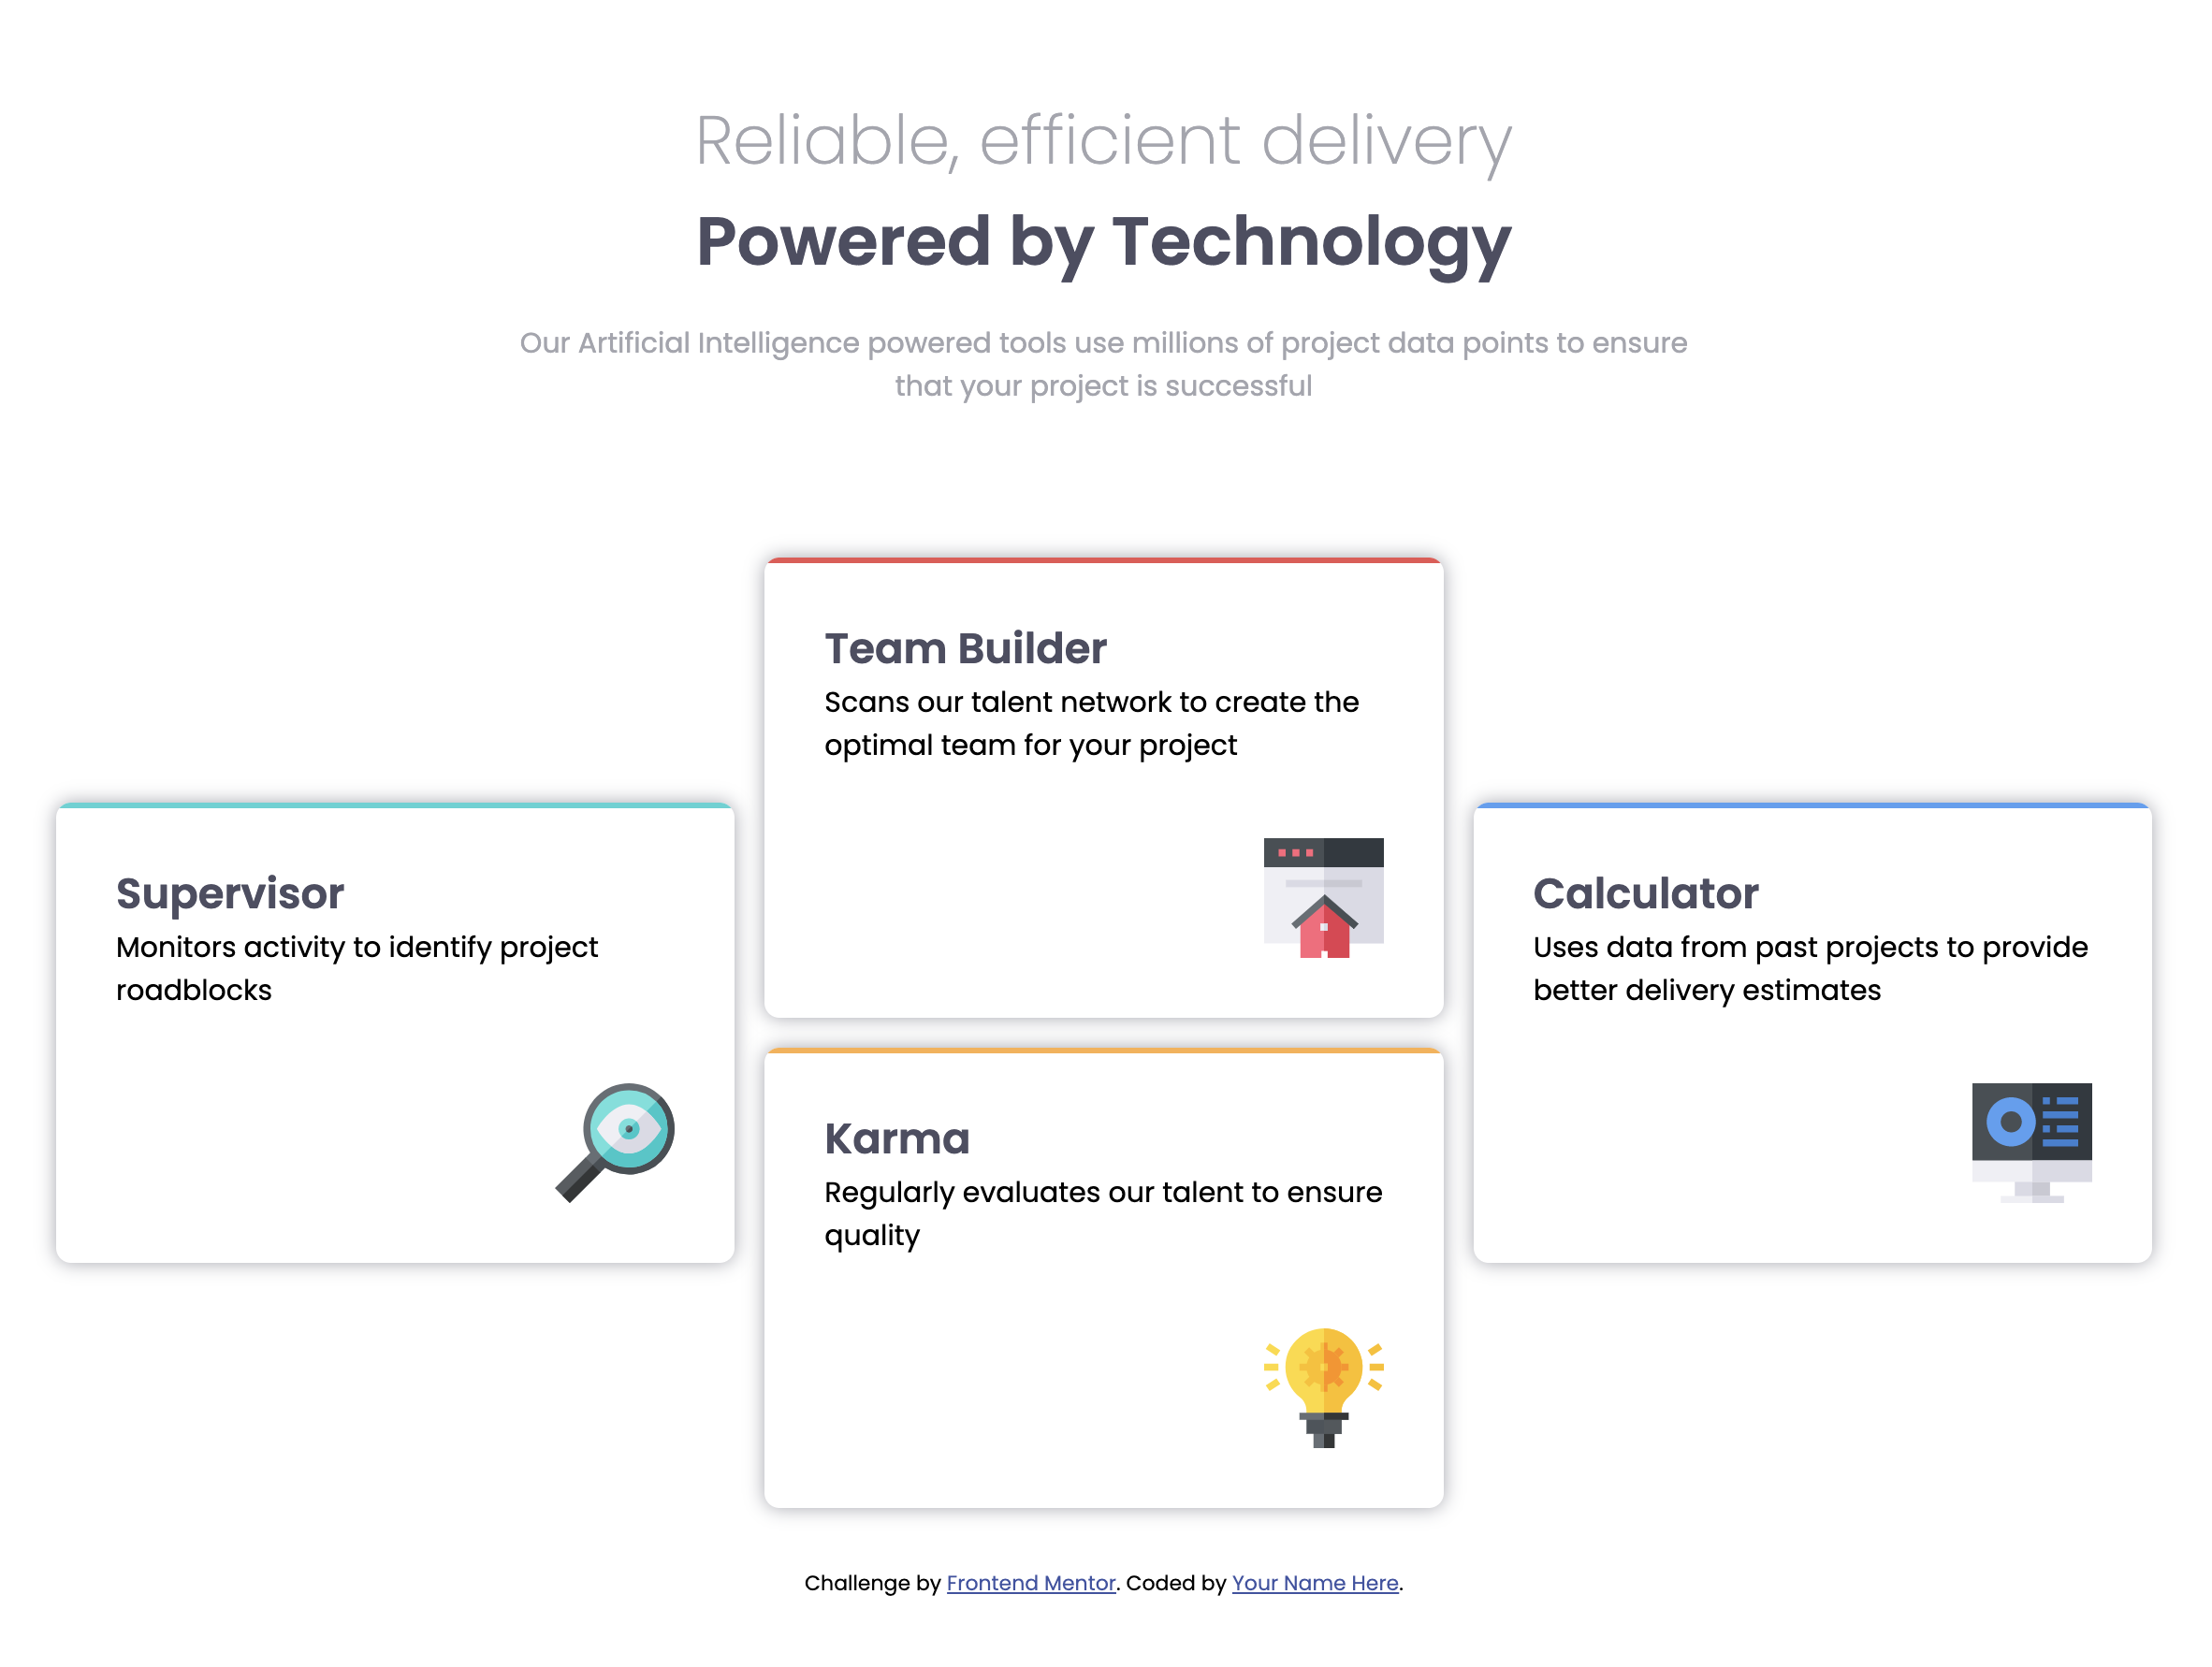 Reliable, efficient delivery
Powered by Technology
Our Artificial Intelligence powered tools use millions of project data points to ensure
that your project is successful
Team Builder
Scans our talent network to create the
optimal team for your project
Supervisor
Monitors activity to identify project
roadblocks
Calculator
Uses data from past projects to provide
better delivery estimates
Karma
Regularly evaluates our talent to ensure
quality
Challenge by Frontend Mentor. Coded by Your Name Here.